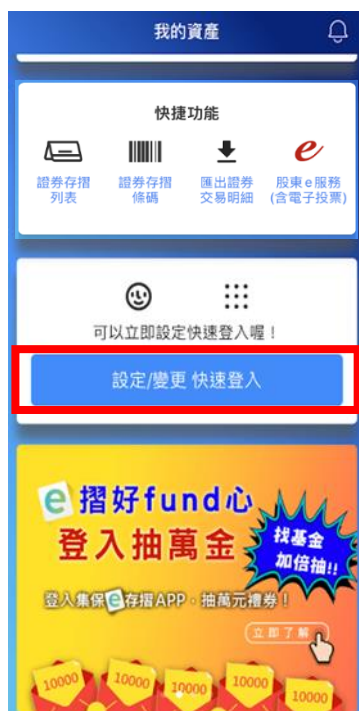 我的資產
快捷功能
證券存摺 列表
證券存摺 條碼
匯出證券 交易明細
e
股東e服務 (含電子投票)
可以立即設定快速登入喔！
設定/變更 快速登入
e 摺好fund心
登入抽萬金
找基金
加倍抽!!
登入集保e存摺APP，抽萬元禮券！
立即了解
10000
10000
10000
10000
10000